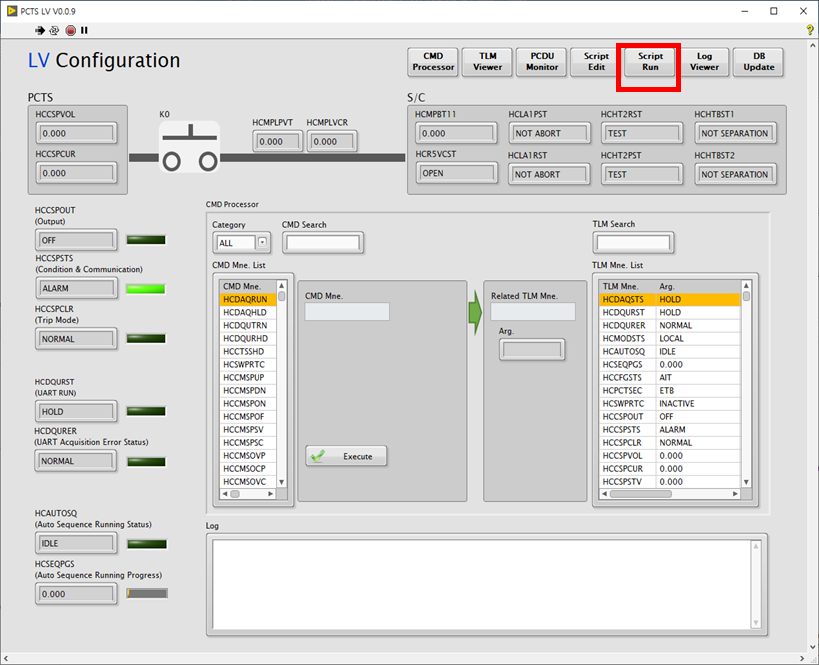 PCTS LV V0.0.9
LV Configuration
CMD Processor
TLM Viewer
PCDU Monitor
Script Edit
Script Run
Log Viewer
DB Update
PCTS
HCCSPVOL
0.000
HCCSPCUR
0.000
K0
HCMPLPVT
0.000
HCMPLVCR
0.000
S/C
HCMPBT11
0.000
HCR5VCST
OPEN
HCLA1PST
NOT ABORT
HCLA1RST
NOT ABORT
HCHT2RST
TEST
HCHT2PST
TEST
HCHTBST1
NOT SEPARATION
HCHTBST2
NOT SEPARATION
HCCSPOUT
(Output)
OFF
HCCSPSTS
(Condition & Communication)
ALARM
HCCSPCLR
(Trip Mode)
NORMAL
HCDQURST
(UART RUN)
HOLD
HCDQURER
(UART Acquisition Error Status)
NORMAL
HCAUTOSQ
(Auto Sequence Running Status)
IDLE
HCSEQPGS
(Auto Sequence Running Progress)
0.000
CMD Processor
Category
ALL
CMD Search
CMD Mne. List
CMD Mne.
HCDAQRUN
HCDAQHLD
HCDQUTRN
HCDQURHD
HCCTSSHD
HCSWPRTC
HCCMSPUP
HCCMSPDN
HCCMSPON
HCCMSPOF
HCCMSPSV
HCCMSPSC
HCCMSOVP
HCCMSOCP
HCCMSOVC
CMD Mne.
Execute
Related TLM Mne.
Arg.
TLM Search
TLM Mne. List
TLM Mne. Arg.
HCDAQSTS HOLD
HCDQURST HOLD
HCDQURER NORMAL
HCMODSTS LOCAL
HCAUTOSQ IDLE
HCSEQPGS 0.000
HCCFGSTS AIT
HCPCTSEC ETB
HCSWPRTC INACTIVE
HCCSPOUT OFF
HCCSPSTS ALARM
HCCSPCLR NORMAL
HCCSPVOL 0.000
HCCSPCUR 0.000
HCCSPSTV 0.000
Log